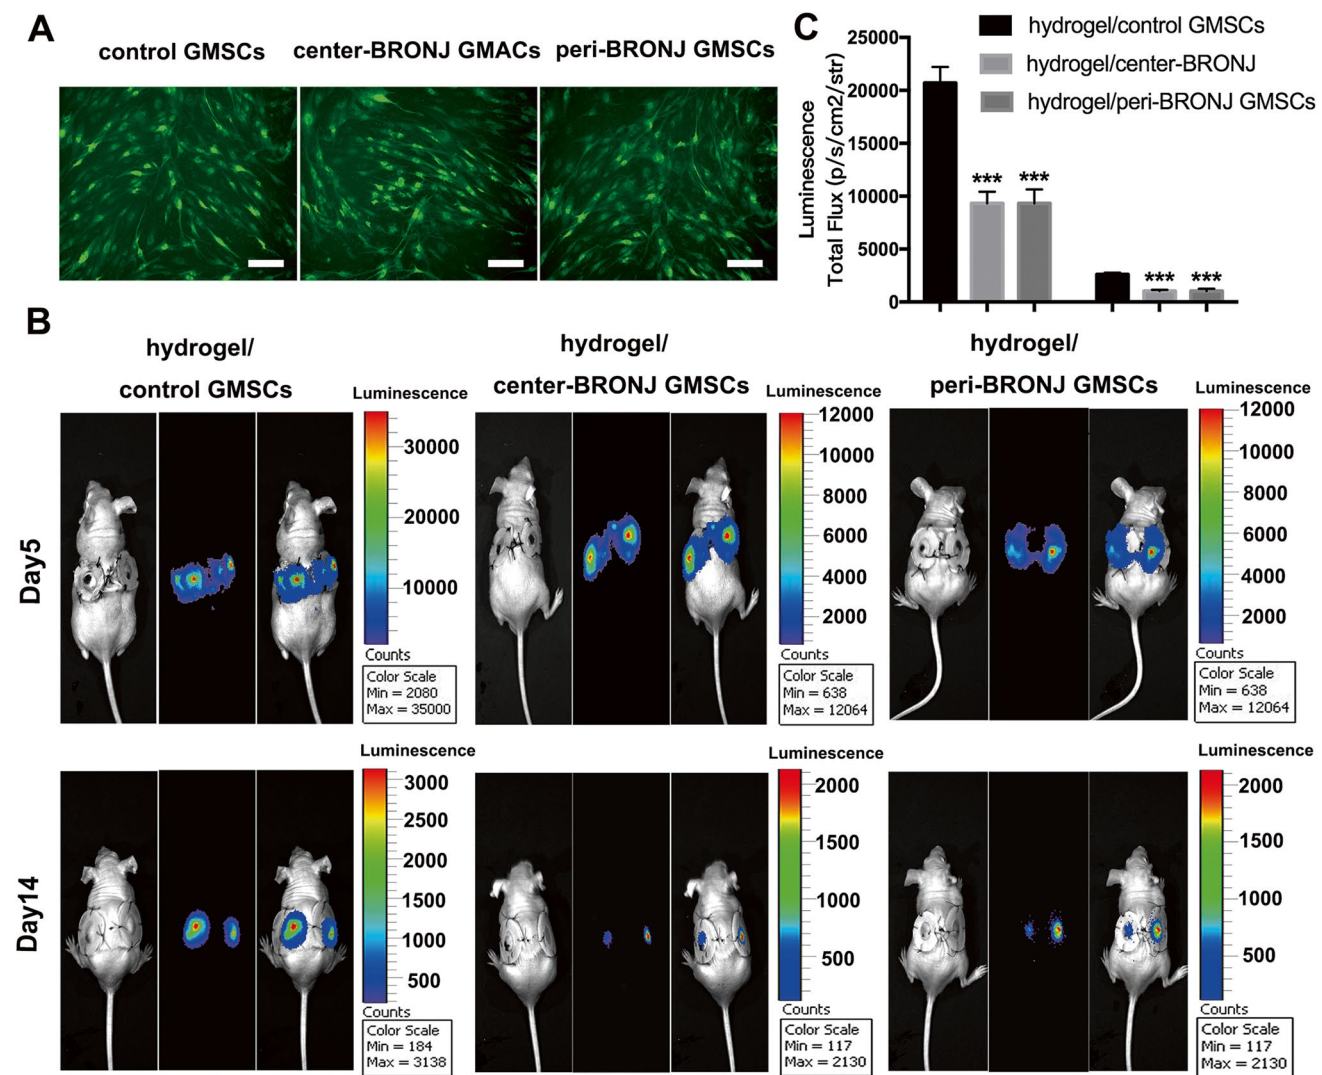 A
control GMSCs
center-BRONJ GMACs
peri-BRONJ GMSCs
C
hydrogel/control GMSCs
hydrogel/center-BRONJ
hydrogel/peri-BRONJ GMSCs
Luminescence
Total Flux (p/s/cm2/str)
25000
20000
15000
10000
5000
0
*** ***
*** ***
B
hydrogel/
control GMSCs
hydrogel/
center-BRONJ GMSCs
hydrogel/
peri-BRONJ GMSCs
Day5
Luminescence
30000
20000
10000
Counts
Color Scale
Min = 2080
Max = 35000
Luminescence
12000
10000
8000
6000
4000
2000
Counts
Color Scale
Min = 638
Max = 12064
Luminescence
12000
10000
8000
6000
4000
2000
Counts
Color Scale
Min = 638
Max = 12064
Day14
Luminescence
3000
2500
2000
1500
1000
500
Counts
Color Scale
Min = 184
Max = 3138
Luminescence
2000
1500
1000
500
Counts
Color Scale
Min = 117
Max = 2130
Luminescence
2000
1500
1000
500
Counts
Color Scale
Min = 117
Max = 2130